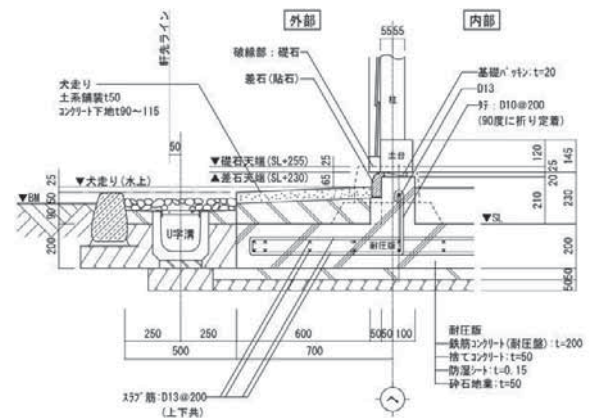 外部
内部
軒先ライン
55
55
破線部:礎石
差石(貼石)
犬走り
土系舗装t50
コンクリート下地t90~115
基礎パッキン:t=20
D13
タテ:D10@200
(90度に折り定着)
柱
土台
50
▼礎石天端(SL+255)
25
▲差石天端(SL+230)
65
120
20
25
145
25
▼犬走り(水上)
▼BM
90
50
200
210
230
▼SL
U字溝
耐圧版
200
50
50
250
250
600
50
50
100
500
700
耐圧版
鉄筋コンクリート(耐圧盤):t=200
捨てコンクリート:t=50
防湿シート:t=0.15
砕石地業:t=50
スラブ筋:D13@200
(上下共)
へ